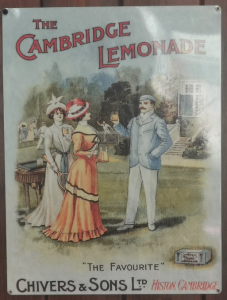 THE
CAMBRIDGE
LEMONADE
"THE FAVOURITE"
CHIVERS & SONS LTD HISTON CAMBRIDGE